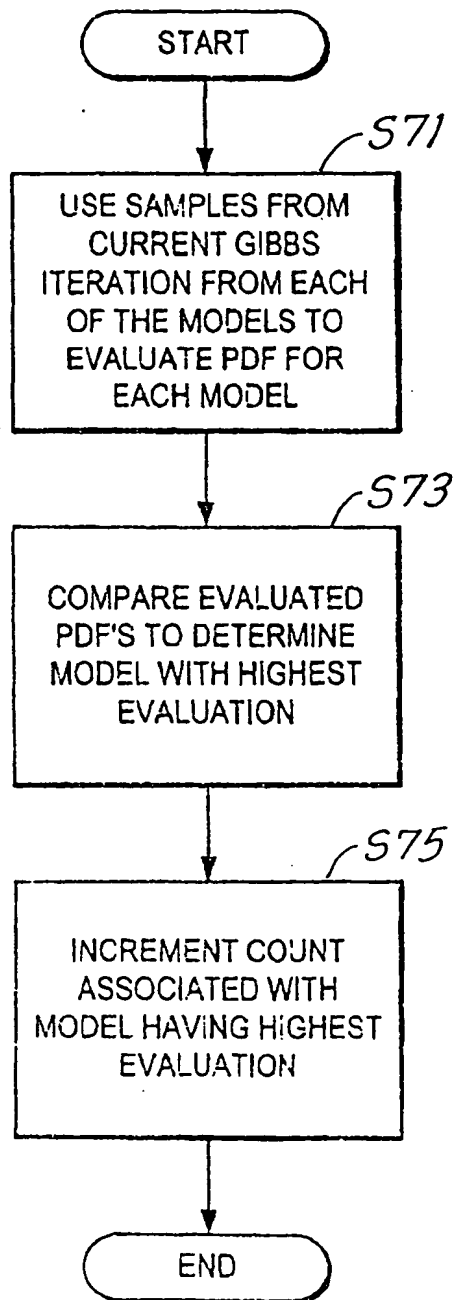 START
S71
USE SAMPLES FROM
CURRENT GIBBS
ITERATION FROM EACH
OF THE MODELS TO
EVALUATE PDF FOR
EACH MODEL
S73
COMPARE EVALUATED
PDF'S TO DETERMINE
MODEL WITH HIGHEST
EVALUATION
S75
INCREMENT COUNT
ASSOCIATED WITH
MODEL HAVING HIGHEST
EVALUATION
END